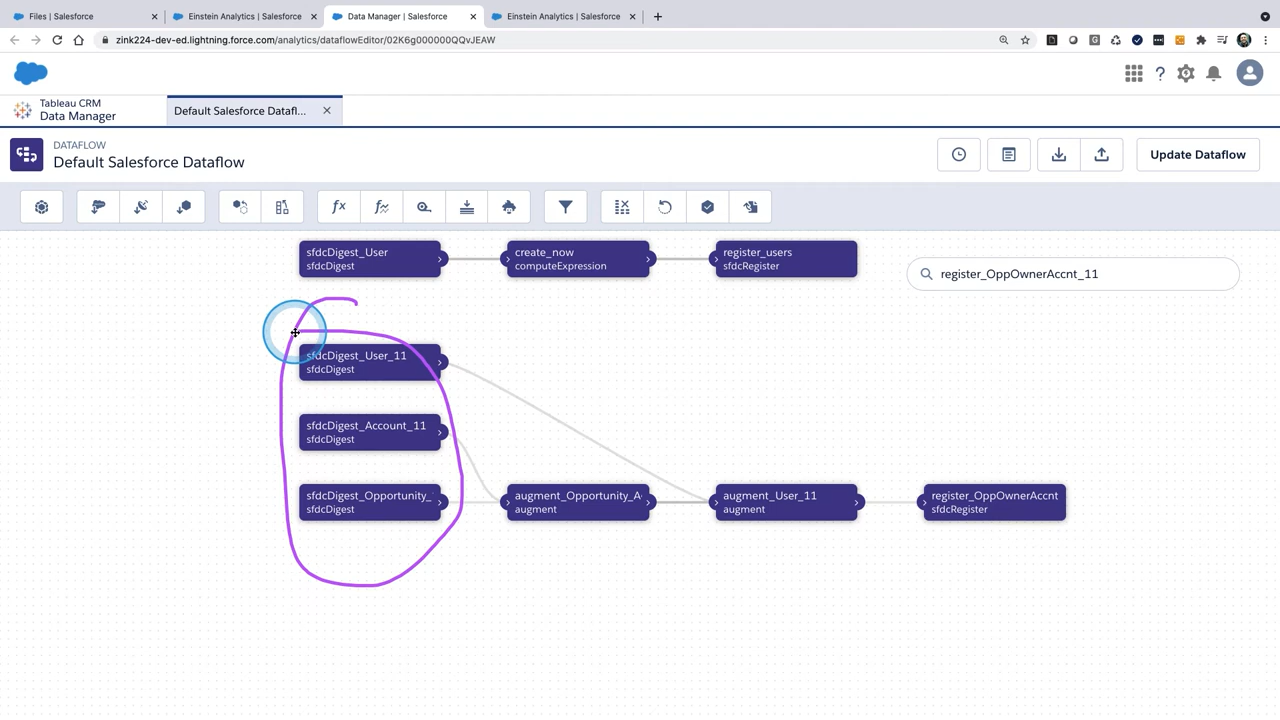 Files | Salesforce
Einstein Analytics | Salesforce
Data Manager | Salesforce
Einstein Analytics | Salesforce
zink224-dev-ed.lightning.force.com/analytics/dataflowEditor/02K6g000000QQvJEAW
Tableau CRM
Data Manager
Default Salesforce Datafl...
DATAFLOW
Default Salesforce Dataflow
Update Dataflow
sfdcDigest_User
sfdcDigest
create_now
computeExpression
register_users
sfdcRegister
register_OppOwnerAccnt_11
sfdcDigest_User_11
sfdcDigest
sfdcDigest_Account_11
sfdcDigest
sfdcDigest_Opportunity_
sfdcDigest
augment_Opportunity_A
augment
augment_User_11
augment
register_OppOwnerAccnt
sfdcRegister